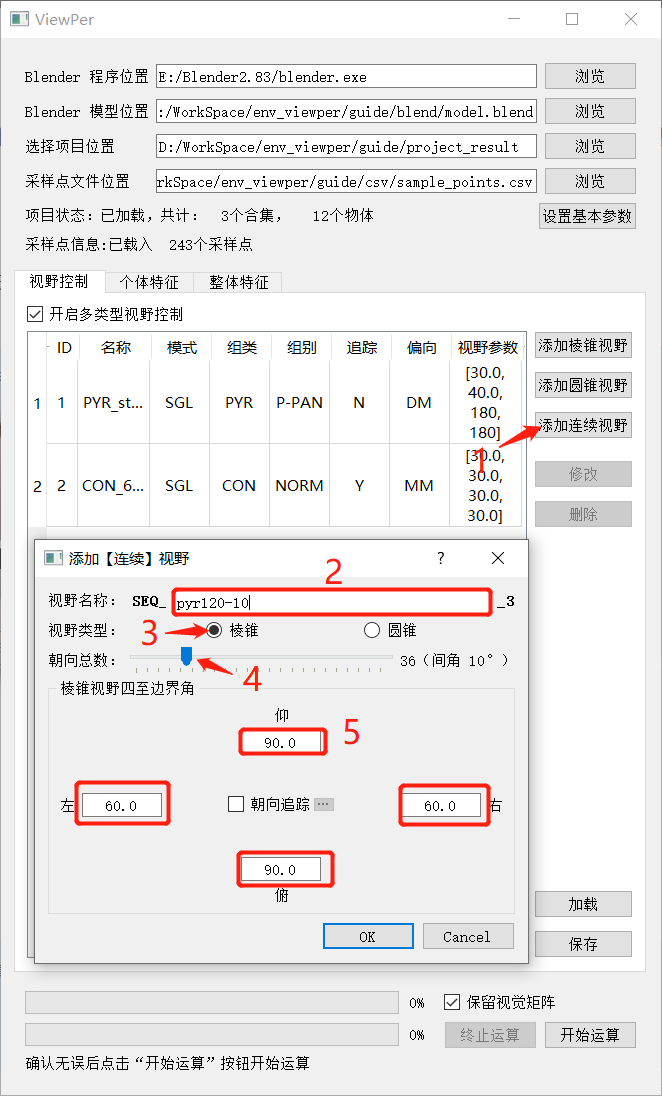 ViewPer
Blender 程序位置 E:/Blender2.83/blender.exe 浏览
Blender 模型位置 :/WorkSpace/env_viewper/guide/blend/model.blend 浏览
选择项目位置 D:/WorkSpace/env_viewper/guide/project_result 浏览
采样点文件位置 rkSpace/env_viewper/guide/csv/sample_points.csv 浏览
项目状态：已加载，共计： 3个合集， 12个物体 设置基本参数
采样点信息:已载入 243个采样点
视野控制 个体特征 整体特征
开启多类型视野控制
ID 名称 模式 组类 组别 追踪 偏向 视野参数
1 1 PYR_st... SGL PYR P-PAN N DM [30.0,
40.0,
180,
180]
2 2 CON_6... SGL CON NORM Y MM [30.0,
30.0,
30.0,
30.0]
添加棱锥视野
添加圆锥视野
添加连续视野
1
修改
删除
添加【连续】视野 ?
2
视野名称： SEQ_ pyr120-10 _3
视野类型： 3 棱锥 圆锥
朝向总数： 36（间角 10°）
4
棱锥视野四至边界角
仰
90.0 5
左 60.0 朝向追踪 ... 60.0 右
90.0
俯
OK Cancel
加载
保存
0% 保留视觉矩阵
0% 终止运算 开始运算
确认无误后点击“开始运算”按钮开始运算